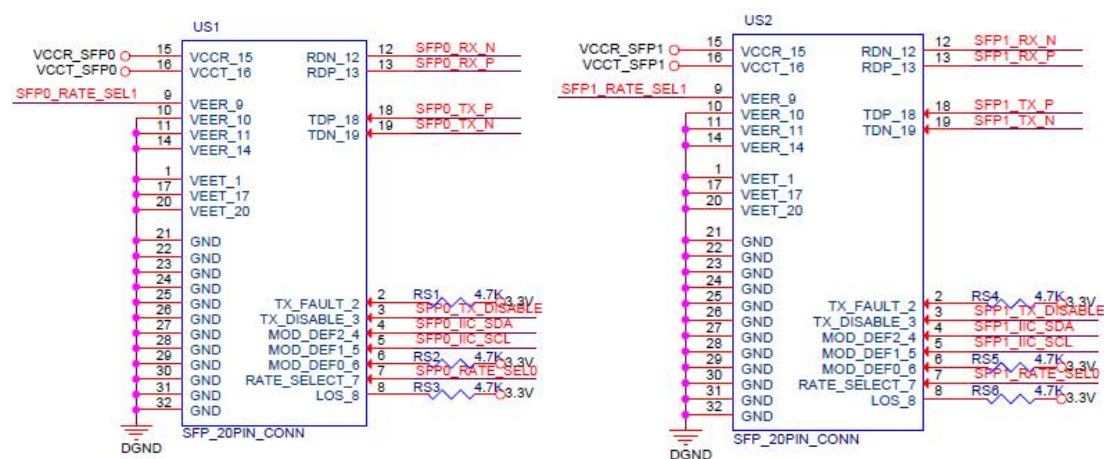 US1
VCCR_SFP0 15 VCCR_15 RDN_12 12 SFP0_RX_N
VCCT_SFP0 16 VCCT_16 RDP_13 13 SFP0_RX_P
SFP0_RATE_SEL1 9 VEER_9
10 VEER_10 TDP_18 18 SFP0_TX_P
11 VEER_11 TDN_19 19 SFP0_TX_N
14 VEER_14
1 VEET_1
17 VEET_17
20 VEET_20
21 GND
22 GND
23 GND
24 GND
25 GND TX_FAULT_2 2 RS1 4.7K 3.3V
26 GND TX_DISABLE_3 3 SFP0_TX_DISABLE
27 GND MOD_DEF2_4 4 SFP0_IIC_SDA
28 GND MOD_DEF1_5 5 SFP0_IIC_SCL
29 GND MOD_DEF0_6 6 RS2 4.7K 3.3V
30 GND RATE_SELECT_7 7 SFP0_RATE_SEL0
31 GND LOS_8 8 RS3 4.7K 3.3V
32 GND
SFP_20PIN_CONN
DGND
US2
VCCR_SFP1 15 VCCR_15 RDN_12 12 SFP1_RX_N
VCCT_SFP1 16 VCCT_16 RDP_13 13 SFP1_RX_P
SFP1_RATE_SEL1 9 VEER_9
10 VEER_10 TDP_18 18 SFP1_TX_P
11 VEER_11 TDN_19 19 SFP1_TX_N
14 VEER_14
1 VEET_1
17 VEET_17
20 VEET_20
21 GND
22 GND
23 GND
24 GND
25 GND TX_FAULT_2 2 RS4 4.7K 3.3V
26 GND TX_DISABLE_3 3 SFP1_TX_DISABLE
27 GND MOD_DEF2_4 4 SFP1_IIC_SDA
28 GND MOD_DEF1_5 5 SFP1_IIC_SCL
29 GND MOD_DEF0_6 6 RS5 4.7K 3.3V
30 GND RATE_SELECT_7 7 SFP1_RATE_SEL0
31 GND LOS_8 8 RS6 4.7K 3.3V
32 GND
SFP_20PIN_CONN
DGND